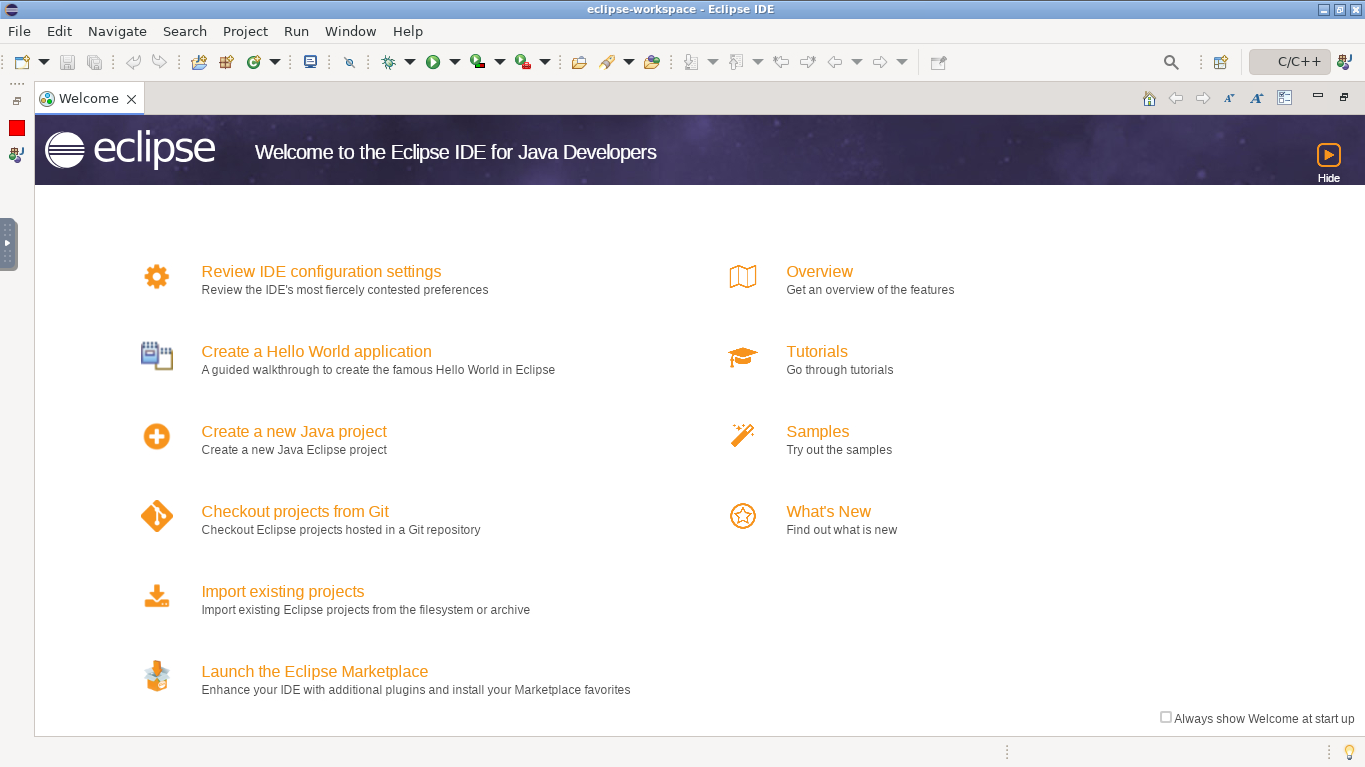 eclipse-workspace - Eclipse IDE
File Edit Navigate Search Project Run Window Help
C/C++
Welcome
eclipse
Welcome to the Eclipse IDE for Java Developers
Hide
Review IDE configuration settings
Review the IDE's most fiercely contested preferences
Overview
Get an overview of the features
Create a Hello World application
A guided walkthrough to create the famous Hello World in Eclipse
Tutorials
Go through tutorials
Create a new Java project
Create a new Java Eclipse project
Samples
Try out the samples
Checkout projects from Git
Checkout Eclipse projects hosted in a Git repository
What's New
Find out what is new
Import existing projects
Import existing Eclipse projects from the filesystem or archive
Launch the Eclipse Marketplace
Enhance your IDE with additional plugins and install your Marketplace favorites
Always show Welcome at start up